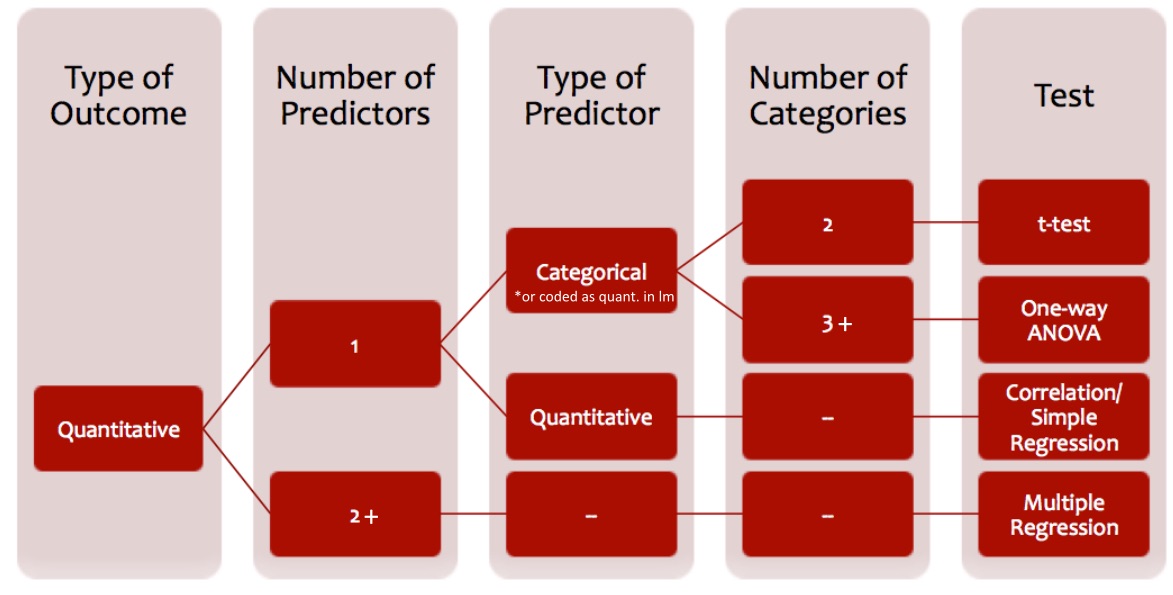 Type of
Outcome
Number of
Predictors
Type of
Predictor
Number of
Categories
Test
Quantitative
1
2+
Categorical
*or coded as quant. in lm
Quantitative
–
2
3+
–
–
t-test
One-way
ANOVA
Correlation/
Simple
Regression
Multiple
Regression